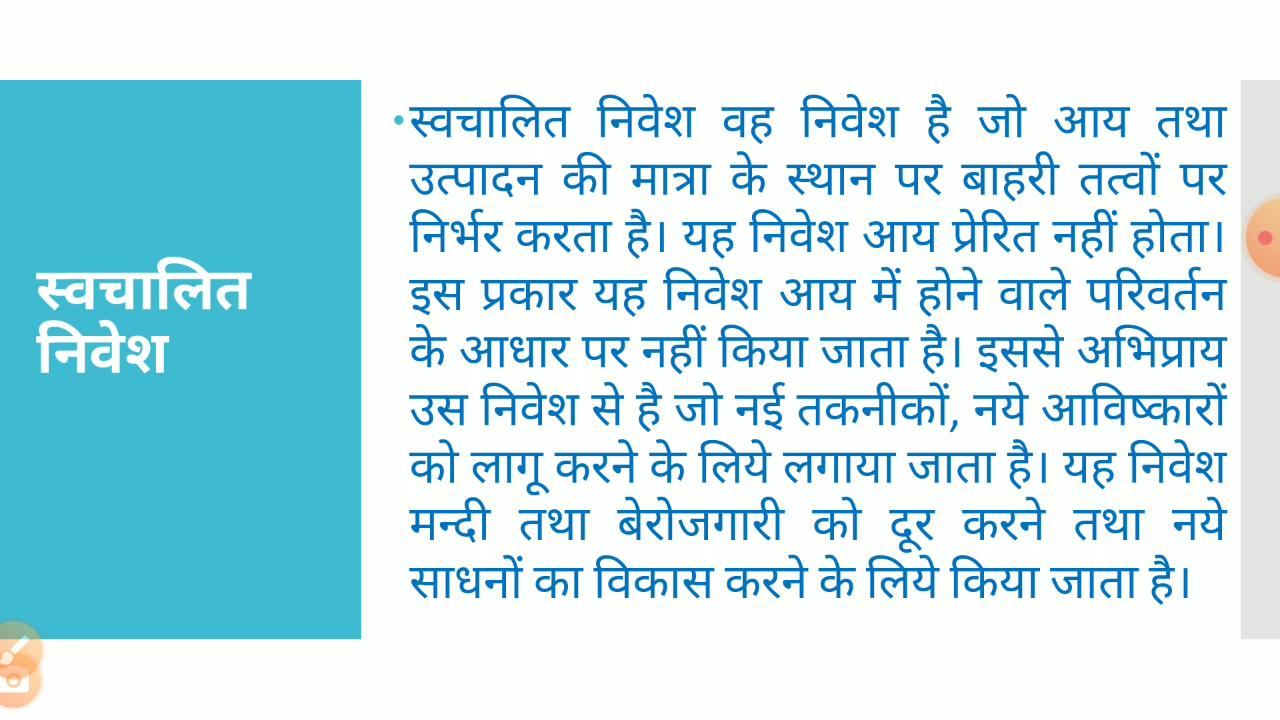 स्वचालित
निवेश
•स्वचालित निवेश वह निवेश है जो आय तथा
उत्पादन की मात्रा के स्थान पर बाहरी तत्वों पर
निर्भर करता है। यह निवेश आय प्रेरित नहीं होता।
इस प्रकार यह निवेश आय में होने वाले परिवर्तन
के आधार पर नहीं किया जाता है। इससे अभिप्राय
उस निवेश से है जो नई तकनीकों, नये आविष्कारों
को लागू करने के लिये लगाया जाता है। यह निवेश
मन्दी तथा बेरोजगारी को दूर करने तथा नये
साधनों का विकास करने के लिये किया जाता है।